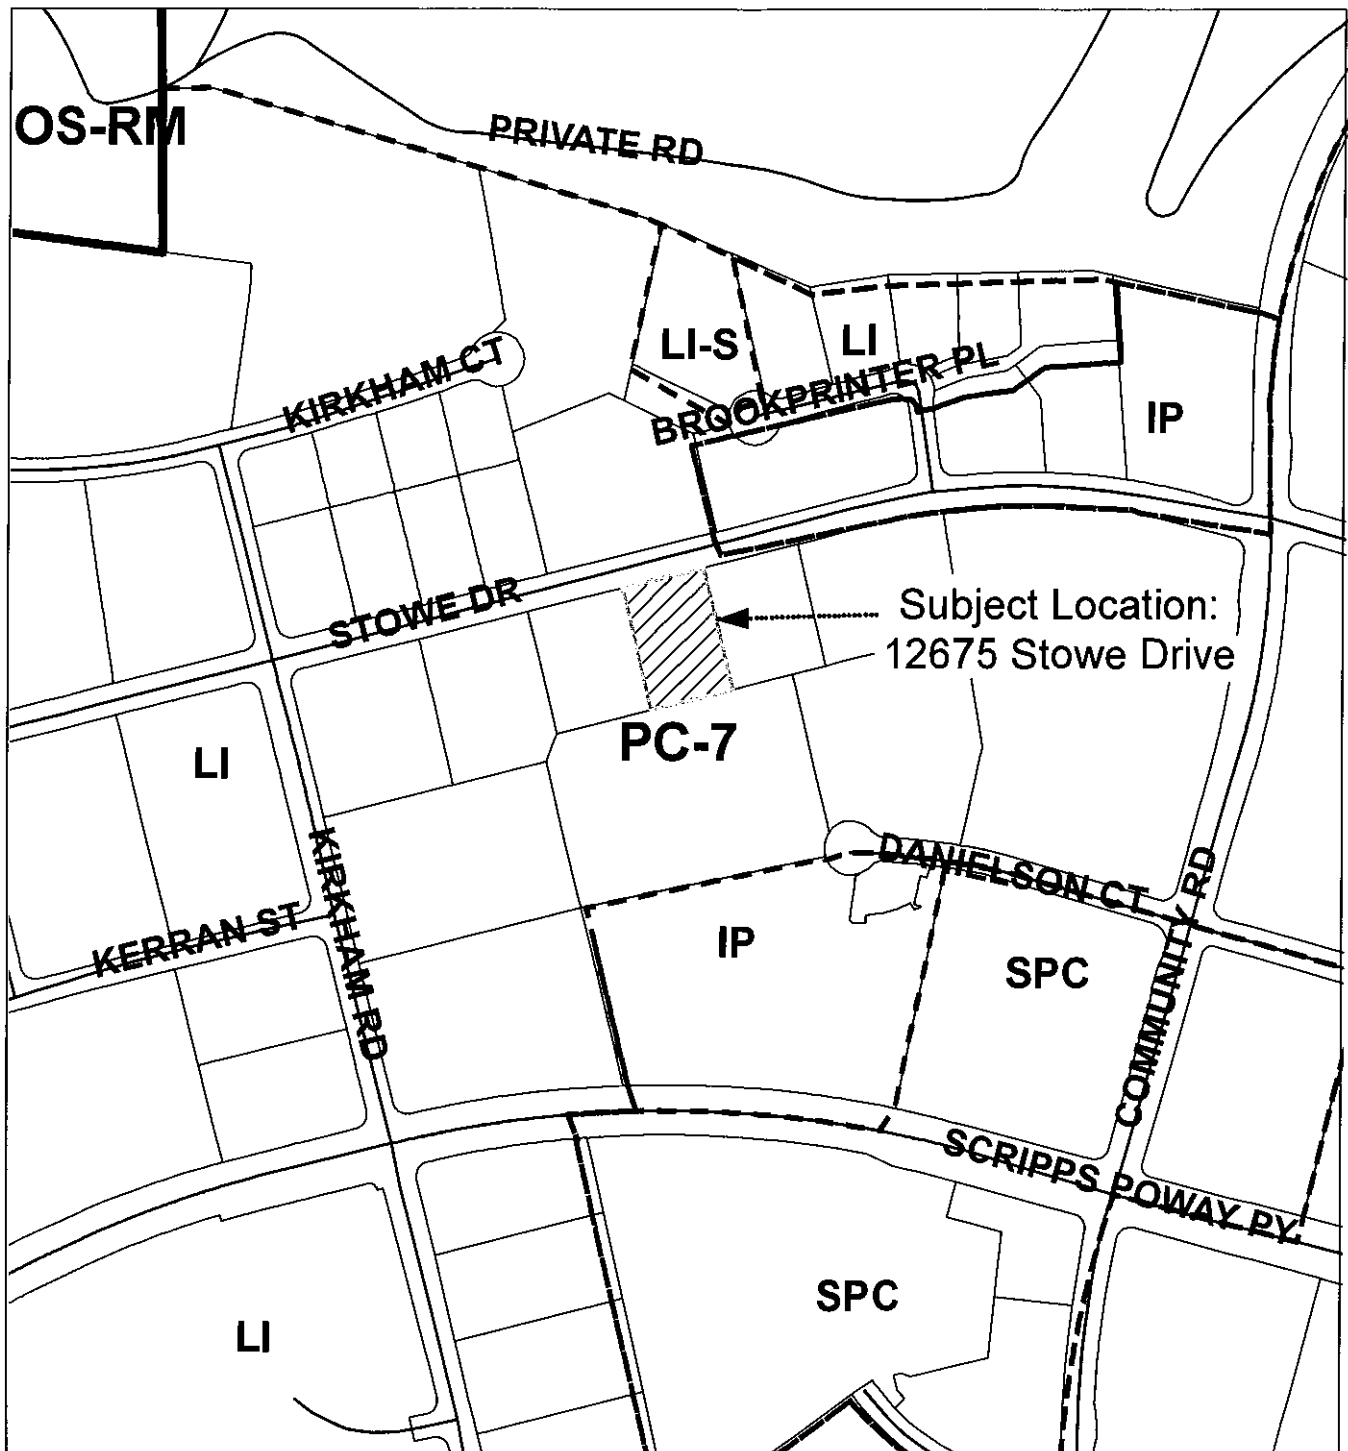 OS-RM
PRIVATE RD
LI-S
LI
KIRKHAM CT
BROOKPRINTER PL
IP
STOWE DR
Subject Location:
12675 Stowe Drive
PC-7
LI
KIRKHAM RD
DANIELSON CT
COMMUNITY RD
KERRAN ST
IP
SPC
SCRIPPS POWAY PY
SPC
LI